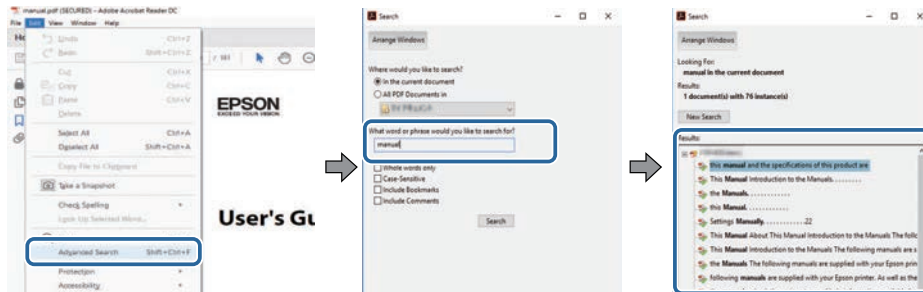 manual.pdf (SECURED) - Adobe Acrobat Reader DC
File Edit View Window Help
Undo Ctrl+Z
Shift+Ctrl+Z
Cut Ctrl+X
Copy Ctrl+C
Paste Ctrl+V
Delete
Select All Ctrl+A
Deselect All Shift+Ctrl+A
Copy File to Clipboard
Take a Snapshot
Check Spelling
Look Up Selected Word...
Advanced Search Shift+Ctrl+F
Protection
Accessibility
EPSON
EXCEED YOUR VISION
User's Gu
Search
Arrange Windows
Where would you like to search?
In the current document
All PDF Documents in
What word or phrase would you like to search for?
manual
Whole words only
Case-Sensitive
Include Bookmarks
Include Comments
Search
Search
Arrange Windows
Looking For:
manual in the current document
Results:
1 document(s) with 76 instance(s)
New Search
Results:
this manual and the specifications of this product are
This Manual Introduction to the Manuals.........
the Manuals............
this Manual............
Settings Manually............22
This Manual About This Manual Introduction to the Manuals The follo
This Manual Introduction to the Manuals The following manuals are s
the Manuals The following manuals are supplied with your Epson prin
following manuals are supplied with your Epson printer. As well as the